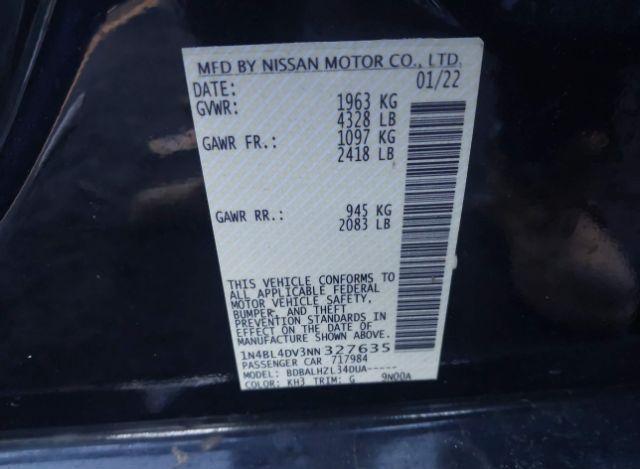 MFD BY NISSAN MOTOR CO., LTD.
DATE: 01/22
GVWR: 1963 KG
4328 LB
GAWR FR.: 1097 KG
2418 LB
GAWR RR.: 945 KG
2083 LB
THIS VEHICLE CONFORMS TO
ALL APPLICABLE FEDERAL
MOTOR VEHICLE SAFETY,
BUMPER, AND THEFT
PREVENTION STANDARDS IN
EFFECT ON THE DATE OF
MANUFACTURE SHOWN ABOVE.
1N4BL4DV3NN327635
PASSENGER CAR 717984
MODEL: BDBALHZL34DUA-----
COLOR: KH3 TRIM: G 9N00A